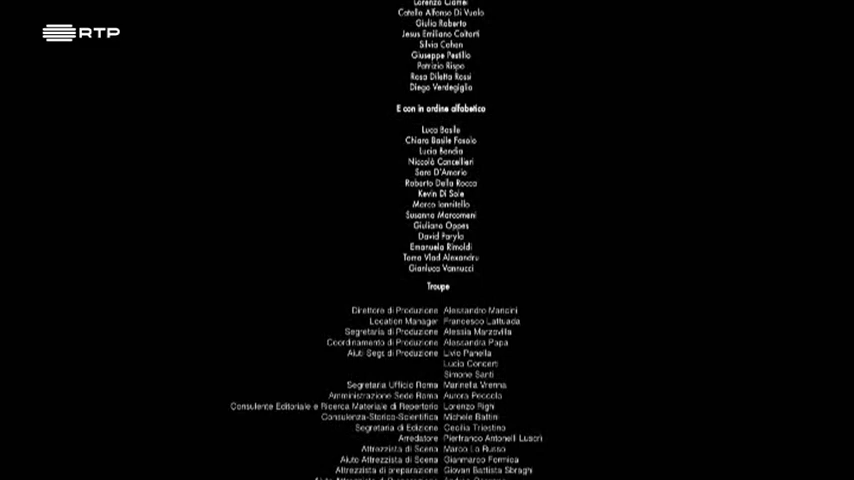 RTP
Lorenzo Ciamei
Catello Alfonso Di Vuolo
Giulia Roberto
Jesus Emiliano Coltorti
Silvia Cohen
Giuseppe Pestillo
Patrizio Rispo
Rosa Diletta Rossi
Diego Verdegiglio
E con in ordine alfabetico
Luca Basile
Chiara Basile Fasolo
Lucia Bendia
Niccolò Cancellieri
Sara D'Amario
Roberto Della Rocca
Kevin Di Sole
Marco Iannitello
Susanna Marcomeni
Giuliano Oppes
David Paryla
Emanuela Rimoldi
Toma Vlad Alexandru
Gianluca Vannucci
Troupe
Direttore di Produzione Alessandro Mancini
Location Manager Francesco Lattuada
Segretaria di Produzione Alessia Marzovilla
Coordinamento di Produzione Alessandra Papa
Aiuti Segr. di Produzione Livio Panella
Lucio Concerti
Simone Santi
Segretaria Ufficio Roma Marinella Vrenna
Amministrazione Sede Roma Aurora Peccolo
Consulente Editoriale e Ricerca Materiale di Repertorio Lorenzo Righi
Consulenza-Storico-Scientifica Michele Battini
Segretaria di Edizione Cecilia Triestino
Arredatore Pierfranco Antonelli Luscri
Attrezzista di Scena Marco Lo Russo
Aiuto Attrezzista di Scena Gianmarco Formica
Attrezzista di preparazione Giovan Battista Sbraghi